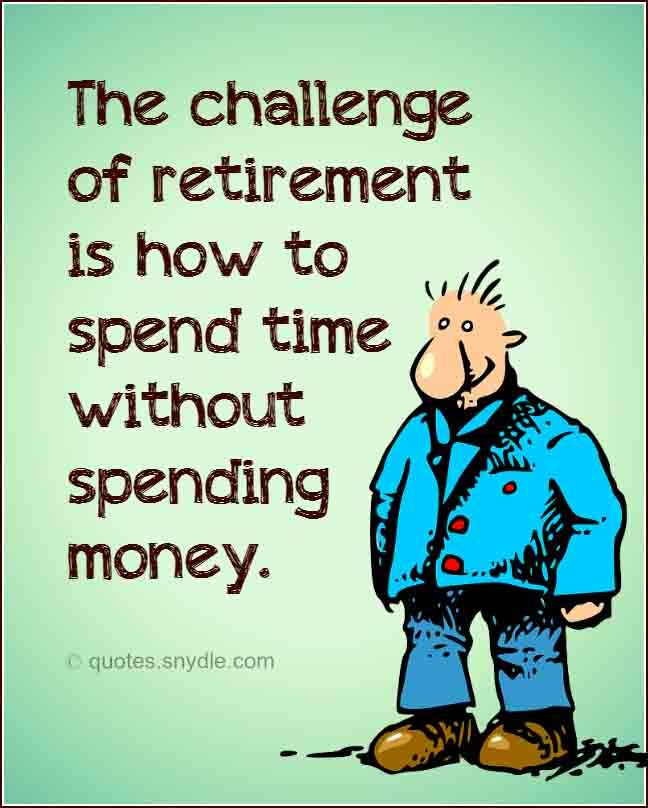 The challenge
of retirement
is how to
spend time
without
spending
money.
© quotes.snydle.com